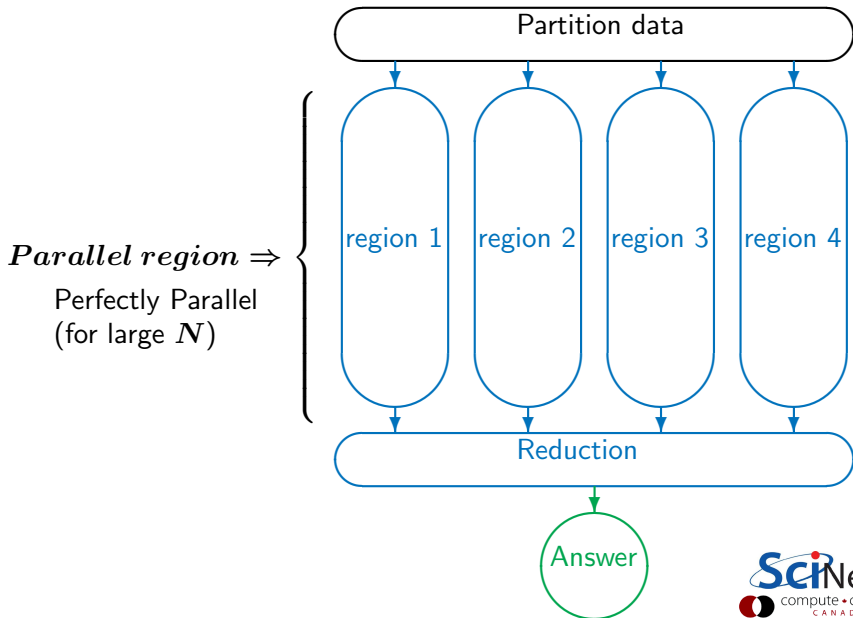 Partition data
region 1 region 2 region 3 region 4
Parallel region ⇒
Perfectly Parallel
(for large N)
Reduction
Answer
compute
CANAD